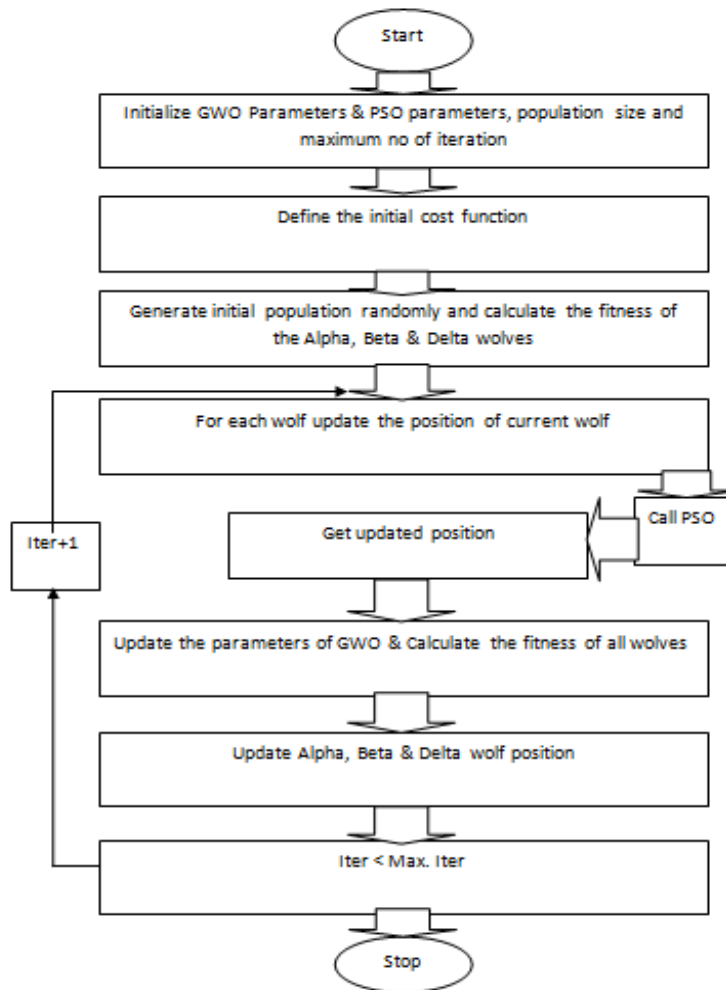 Start
Initialize GWO Parameters & PSO parameters, population size and
maximum no of iteration
Define the initial cost function
Generate initial population randomly and calculate the fitness of
the Alpha, Beta & Delta wolves
For each wolf update the position of current wolf
Call PSO
Get updated position
Iter+1
Update the parameters of GWO & Calculate the fitness of all wolves
Update Alpha, Beta & Delta wolf position
Iter < Max. Iter
Stop